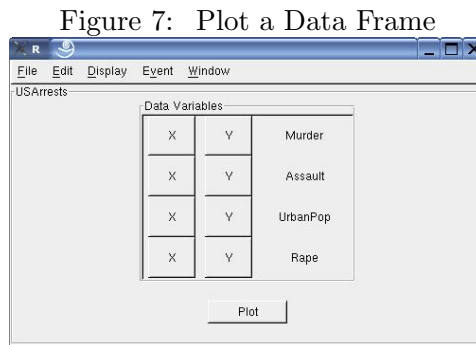 Figure 7: Plot a Data Frame
R
File Edit Display Event Window
USArrests
Data Variables
X Y Murder
X Y Assault
X Y UrbanPop
X Y Rape
Plot